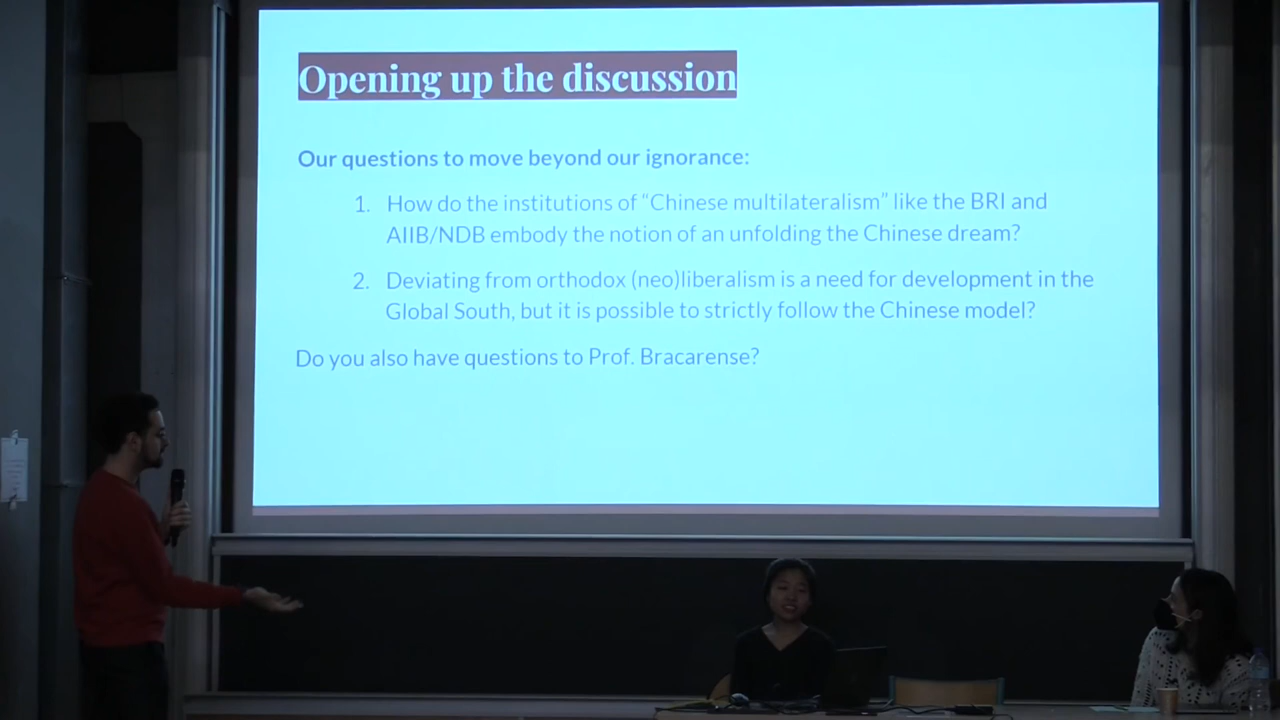 Opening up the discussion
Our questions to move beyond our ignorance:
1. How do the institutions of “Chinese multilateralism” like the BRI and
AIIB/NDB embody the notion of an unfolding the Chinese dream?
2. Deviating from orthodox (neo)liberalism is a need for development in the
Global South, but it is possible to strictly follow the Chinese model?
Do you also have questions to Prof. Bracarense?